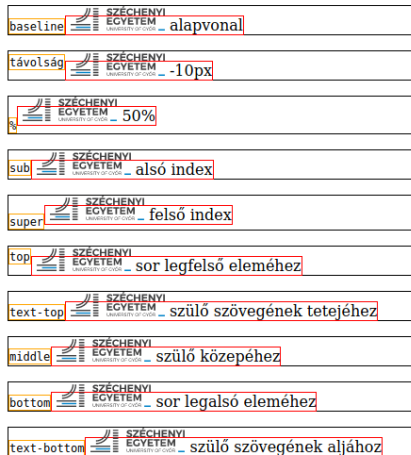 baseline SZÉCHENYI EGYETEM UNIVERSITY OF GYŐR _ alapvonal
távolság SZÉCHENYI EGYETEM UNIVERSITY OF GYŐR _ -10px
% SZÉCHENYI EGYETEM UNIVERSITY OF GYŐR _ 50%
sub SZÉCHENYI EGYETEM UNIVERSITY OF GYŐR _ alsó index
super SZÉCHENYI EGYETEM UNIVERSITY OF GYŐR _ felső index
top SZÉCHENYI EGYETEM UNIVERSITY OF GYŐR _ sor legfelső eleméhez
text-top SZÉCHENYI EGYETEM UNIVERSITY OF GYŐR _ szülő szövegének tetejéhez
middle SZÉCHENYI EGYETEM UNIVERSITY OF GYŐR _ szülő közepéhez
bottom SZÉCHENYI EGYETEM UNIVERSITY OF GYŐR _ sor legalsó eleméhez
text-bottom SZÉCHENYI EGYETEM UNIVERSITY OF GYŐR _ szülő szövegének aljához